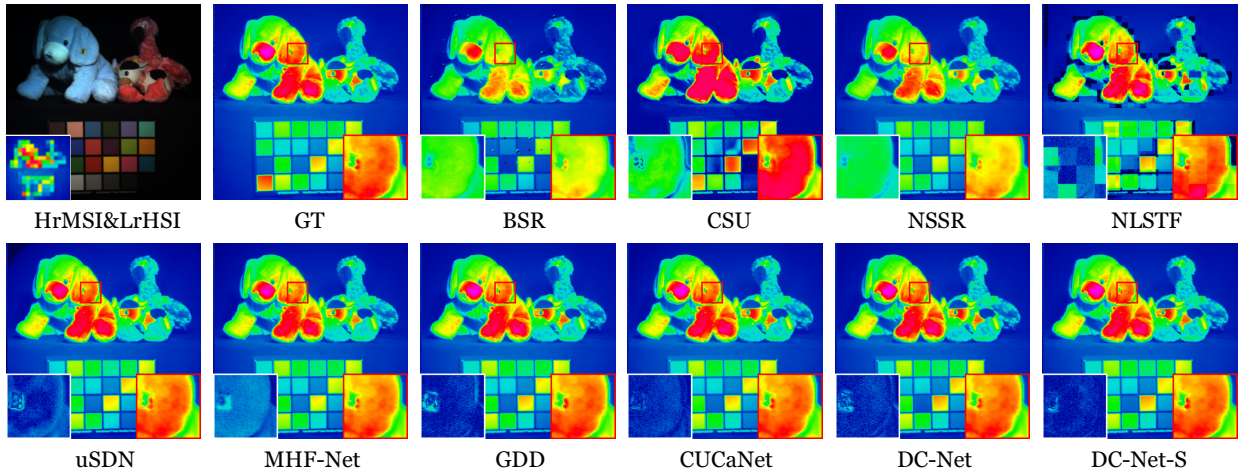 HrMSI&LrHSI GT BSR CSU NSSR NLSTF
uSDN MHF-Net GDD CUCaNet DC-Net DC-Net-S